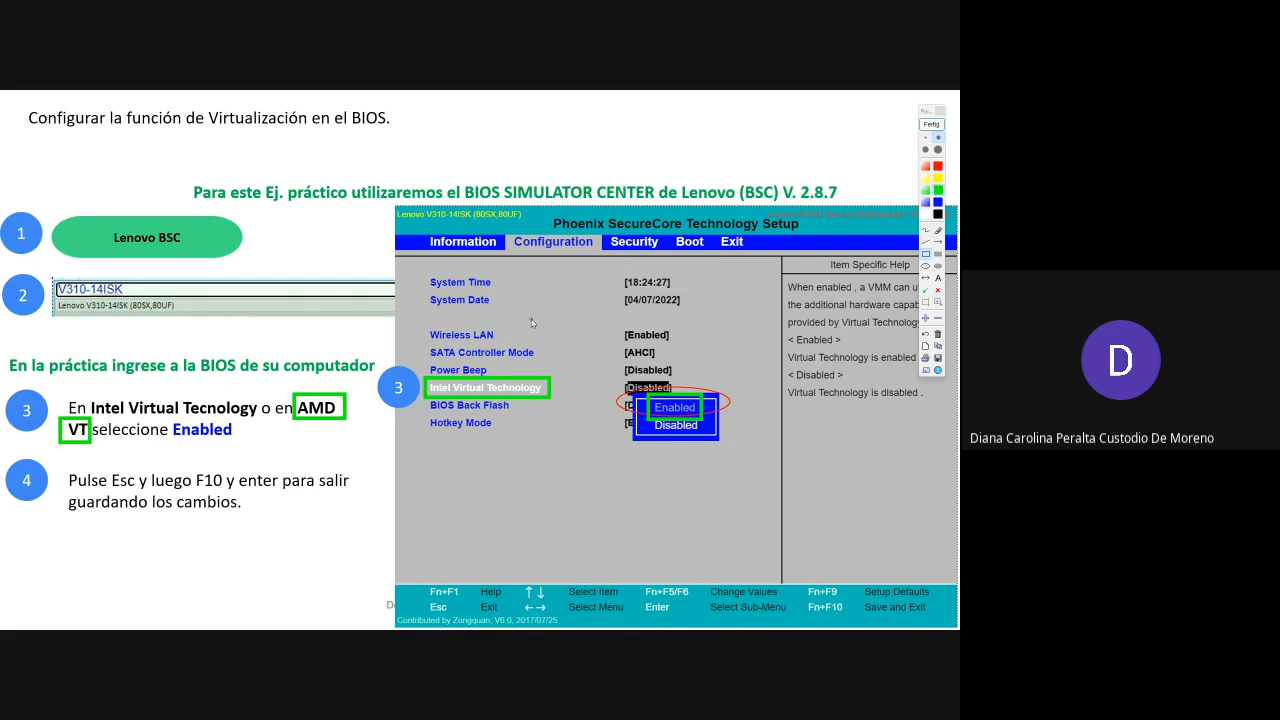 Configurar la función de Virtualización en el BIOS.
Para este Ej. práctico utilizaremos el BIOS SIMULATOR CENTER de Lenovo (BSC) V. 2.8.7
1
Lenovo BSC
2
V310-14ISK
Lenovo V310-14ISK (80SX,80UF)
En la práctica ingrese a la BIOS de su computador
3
En Intel Virtual Tecnology o en AMD
VT seleccione Enabled
4
Pulse Esc y luego F10 y enter para salir
guardando los cambios.
Lenovo V310-14ISK (80SX,80UF)
Phoenix SecureCore Technology Setup
Information Configuration Security Boot Exit
Item Specific Help
System Time [18:24:27]
System Date [04/07/2022]
Wireless LAN [Enabled]
SATA Controller Mode [AHCI]
Power Beep [Disabled]
3
Intel Virtual Technology [Disabled]
BIOS Back Flash
Hotkey Mode
Enabled
Disabled
When enabled , a VMM can
the additional hardware
provided by Virtual
< Enable >
Virtual Technology is enabled
< Disable >
Virtual Technology is disabled .
Fn+F1 Help ↑↓ Select Item Fn+F5/F6 Change Values Fn+F9 Setup Defaults
Esc Exit ←→ Select Menu Enter Select Sub-Menu Fn+F10 Save and Exit
Contributed by Zongquan, V6 0, 2017/07/25
Fertig
A
D
Diana Carolina Peralta Custodio De Moreno